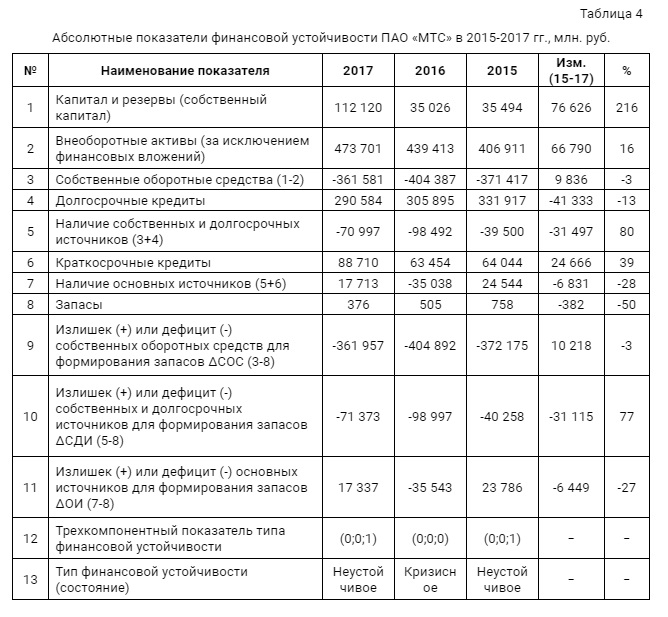 Таблица 4
Абсолютные показатели финансовой устойчивости ПАО «МТС» в 2015-2017 гг., млн. руб.
№ Наименование показателя 2017 2016 2015 Изм. (15-17) %
1 Капитал и резервы (собственный капитал) 112 120 35 026 35 494 76 626 216
2 Внеоборотные активы (за исключением финансовых вложений) 473 701 439 413 406 911 66 790 16
3 Собственные оборотные средства (1-2) -361 581 -404 387 -371 417 9 836 -3
4 Долгосрочные кредиты 290 584 305 895 331 917 -41 333 -13
5 Наличие собственных и долгосрочных источников (3+4) -70 997 -98 492 -39 500 -31 497 80
6 Краткосрочные кредиты 88 710 63 454 64 044 24 666 39
7 Наличие основных источников (5+6) 17 713 -35 038 24 544 -6 831 -28
8 Запасы 376 505 758 -382 -50
9 Излишек (+) или дефицит (-) собственных оборотных средств для формирования запасов ΔСОС (3-8) -361 957 -404 892 -372 175 10 218 -3
10 Излишек (+) или дефицит (-) собственных и долгосрочных источников для формирования запасов ΔСДИ (5-8) -71 373 -98 997 -40 258 -31 115 77
11 Излишек (+) или дефицит (-) основных источников для формирования запасов ΔОИ (7-8) 17 337 -35 543 23 786 -6 449 -27
12 Трехкомпонентный показатель типа финансовой устойчивости (0;0;1) (0;0;0) (0;0;1) – –
13 Тип финансовой устойчивости (состояние) Неустойчивое Кризисное Неустойчивое – –